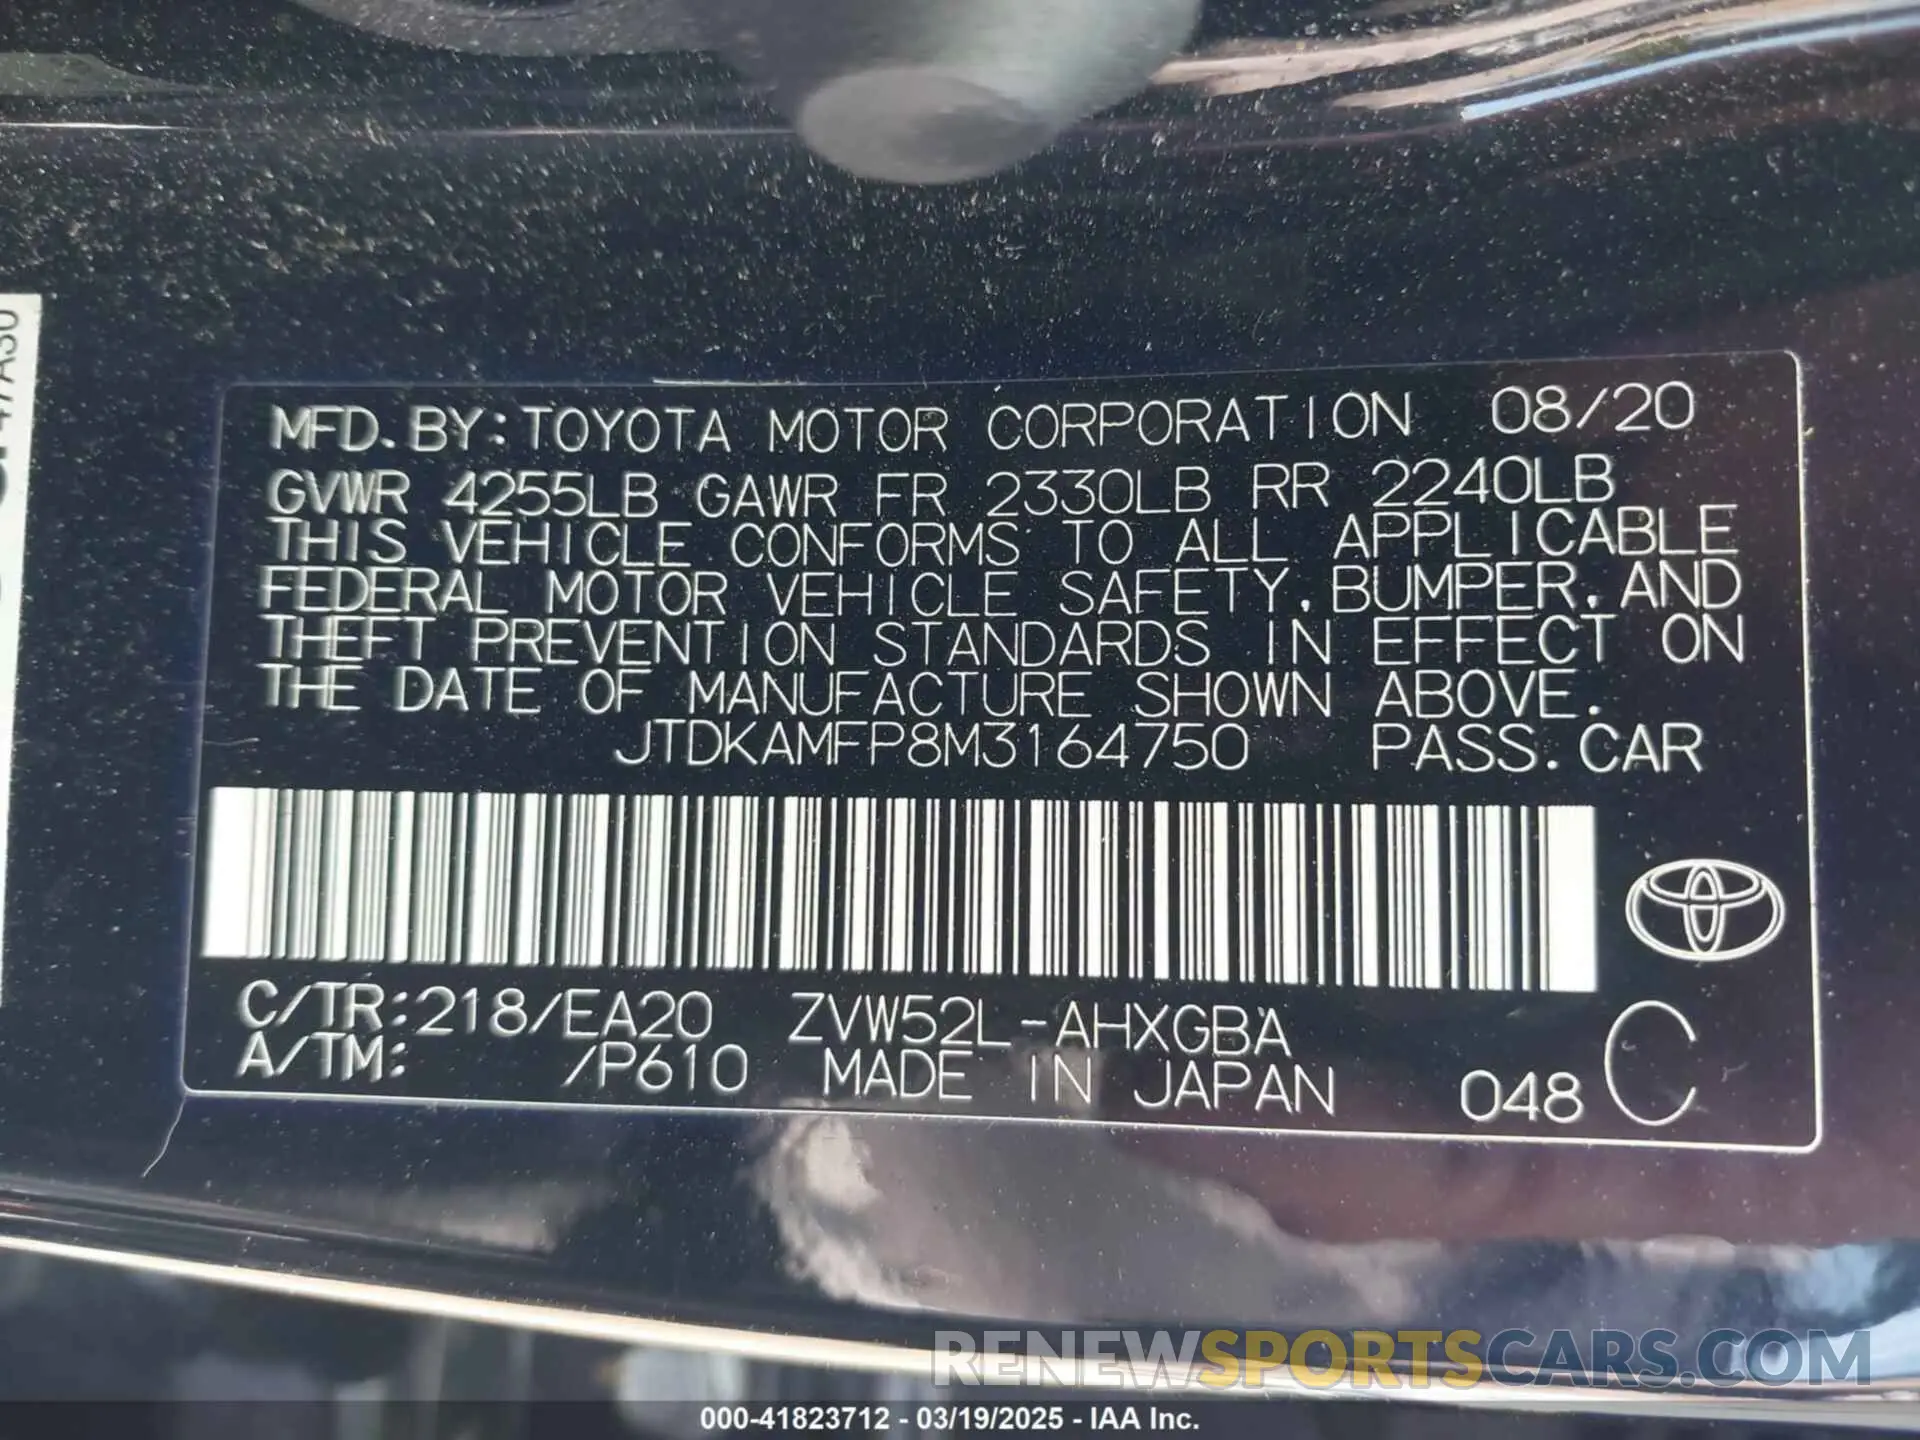 MFD. BY: TOYOTA MOTOR CORPORATION 08/20
GVWR 4255LB GAWR FR 2330LB RR 2240LB
THIS VEHICLE CONFORMS TO ALL APPLICABLE
FEDERAL MOTOR VEHICLE SAFETY, BUMPER, AND
THEFT PREVENTION STANDARDS IN EFFECT ON
THE DATE OF MANUFACTURE SHOWN ABOVE.
JTDKAMFP8M3164750 PASS. CAR
C/TR: 218/EA20 ZVW52L-AHXGBA
A/TM: /P610 MADE IN JAPAN 048 C
RENEWSPORTSCARS.COM
000-41823712 - 03/19/2025 - IAA Inc.